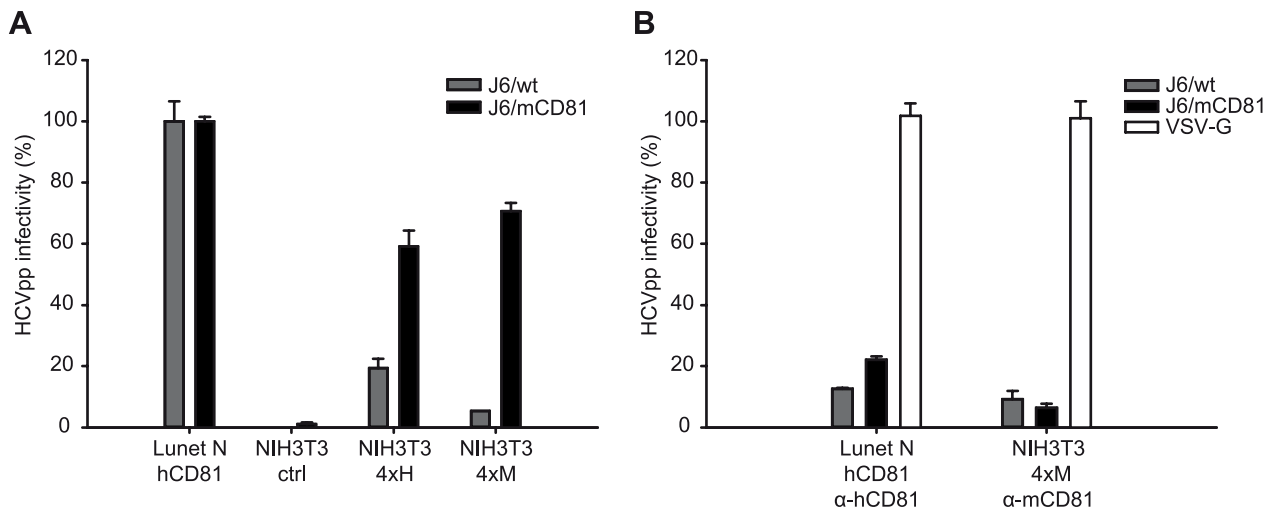 A
HCVpp infectivity (%)
120
100
80
60
40
20
0
J6/wt
J6/mCD81
Lunet N
hCD81
NIH3T3
ctrl
NIH3T3
4xH
NIH3T3
4xM
B
HCVpp infectivity (%)
120
100
80
60
40
20
0
J6/wt
J6/mCD81
VSV-G
Lunet N
hCD81
α-hCD81
NIH3T3
4xM
α-mCD81